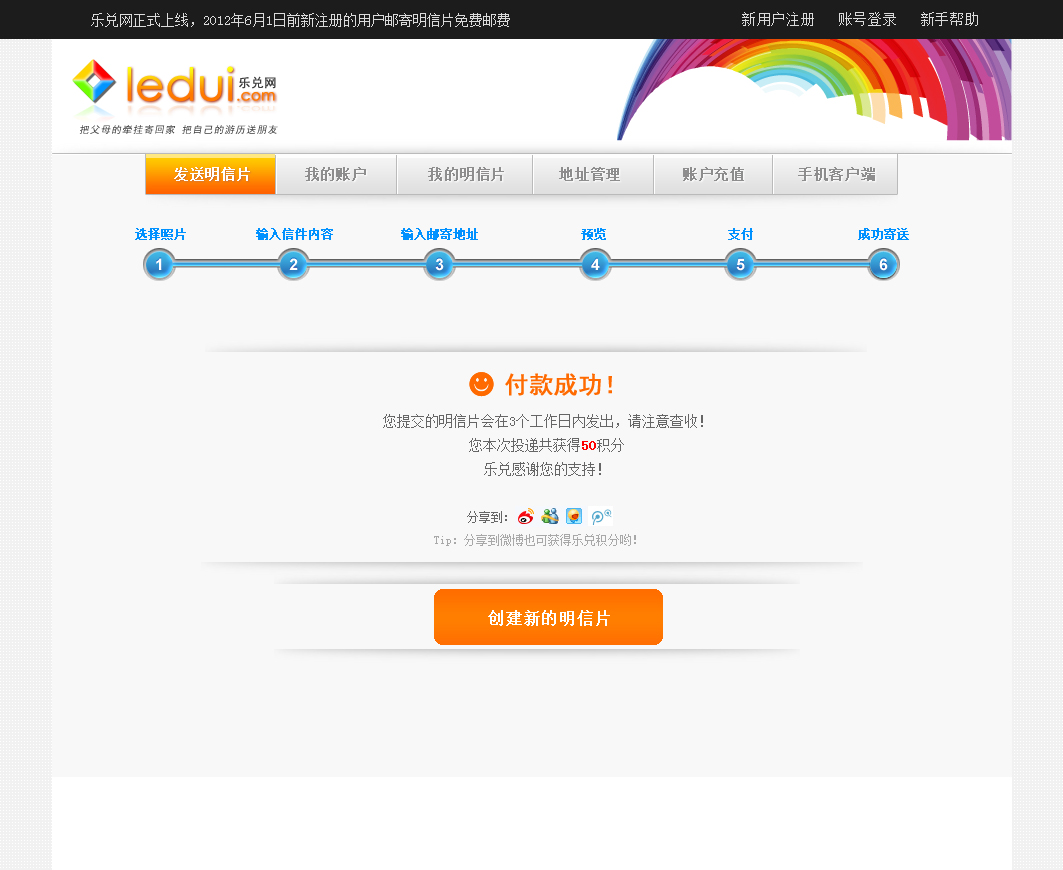 乐兑网正式上线，2012年6月1日前新注册的用户邮寄明信片免费邮费
新用户注册 账号登录 新手帮助
ledui.com 乐兑网
把父母的牵挂寄回家 把自己的游历送朋友
发送明信片 我的账户 我的明信片 地址管理 账户充值 手机客户端
选择照片 输入信件内容 输入邮寄地址 预览 支付 成功寄送
1 2 3 4 5 6
付款成功！
您提交的明信片会在3个工作日内发出，请注意查收！
您本次投递共获得50积分
乐兑感谢您的支持！
分享到：
Tip：分享到微博也可获得乐兑积分哟！
创建新的明信片